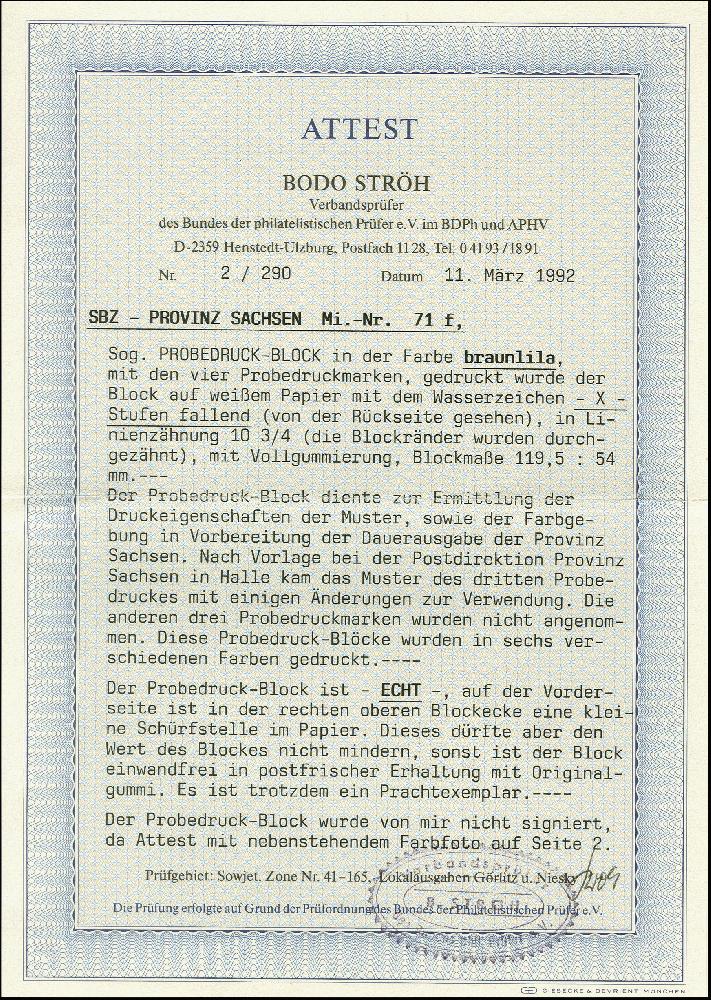 ATTEST
BODO STRÖH
Verbandsprüfer
des Bundes der philatelistischen Prüfer e.V. im BDPh und APHV
D-2359 Henstedt-Ulzburg, Postfach 11 28, Tel. 0 41 93 / 18 91
Nr. 2 / 290 Datum 11. März 1992
SBZ - PROVINZ SACHSEN Mi.-Nr. 71 f,
Sog. PROBEDRUCK-BLOCK in der Farbe braunlila,
mit den vier Probedruckmarken, gedruckt wurde der
Block auf weißem Papier mit dem Wasserzeichen - X -
Stufen fallend (von der Rückseite gesehen), in Li-
nienzähnung 10 3/4 (die Blockränder wurden durch-
gezähnt), mit Vollgummierung, Blockmaße 119,5 : 54
mm.---
Der Probedruck-Block diente zur Ermittlung der
Druckeigenschaften der Muster, sowie der Farbge-
bung in Vorbereitung der Dauerausgabe der Provinz
Sachsen. Nach Vorlage bei der Postdirektion Provinz
Sachsen in Halle kam das Muster des dritten Probe-
druckes mit einigen Änderungen zur Verwendung. Die
anderen drei Probedruckmarken wurden nicht angenom-
men. Diese Probedruck-Blöcke wurden in sechs ver-
schiedenen Farben gedruckt.----
Der Probedruck-Block ist - ECHT -, auf der Vorder-
seite ist in der rechten oberen Blockecke eine klei-
ne Schürfstelle im Papier. Dieses dürfte aber den
Wert des Blockes nicht mindern, sonst ist der Block
einwandfrei in postfrischer Erhaltung mit Original-
gummi. Es ist trotzdem ein Prachtexemplar.----
Der Probedruck-Block wurde von mir nicht signiert,
da Attest mit nebenstehendem Farbfoto auf Seite 2.
Prüfgebiet: Sowjet. Zone Nr. 41-165, Lokalausgaben Görlitz u. Niesky
B. STRÖH
Die Prüfung erfolgte auf Grund der Prüfordnung des Bundes der Philatelistischen Prüfer e.V.
GIESECKE & DEVRIENT MÜNCHEN